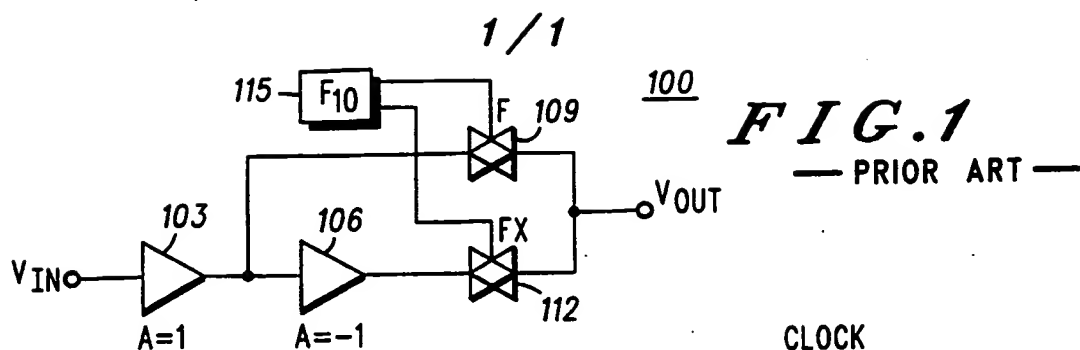 1/1
115
F10
F
109
100
FIG.1
— PRIOR ART —
VOUT
103
106
FX
VIN
112
A=1
A=-1
CLOCK